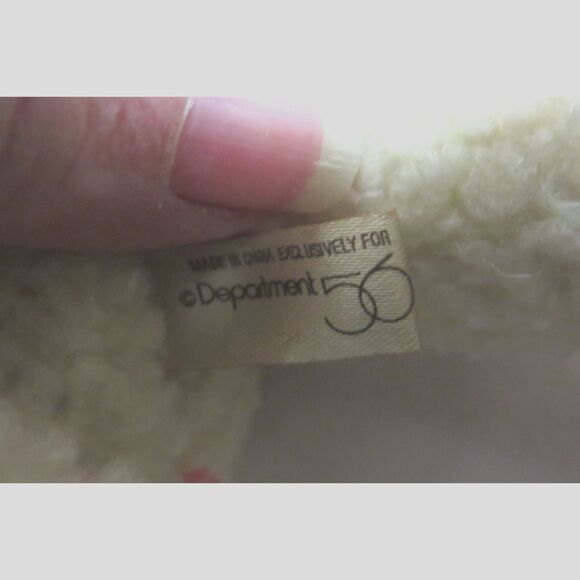 MADE IN CHINA EXCLUSIVELY FOR
©Department 56